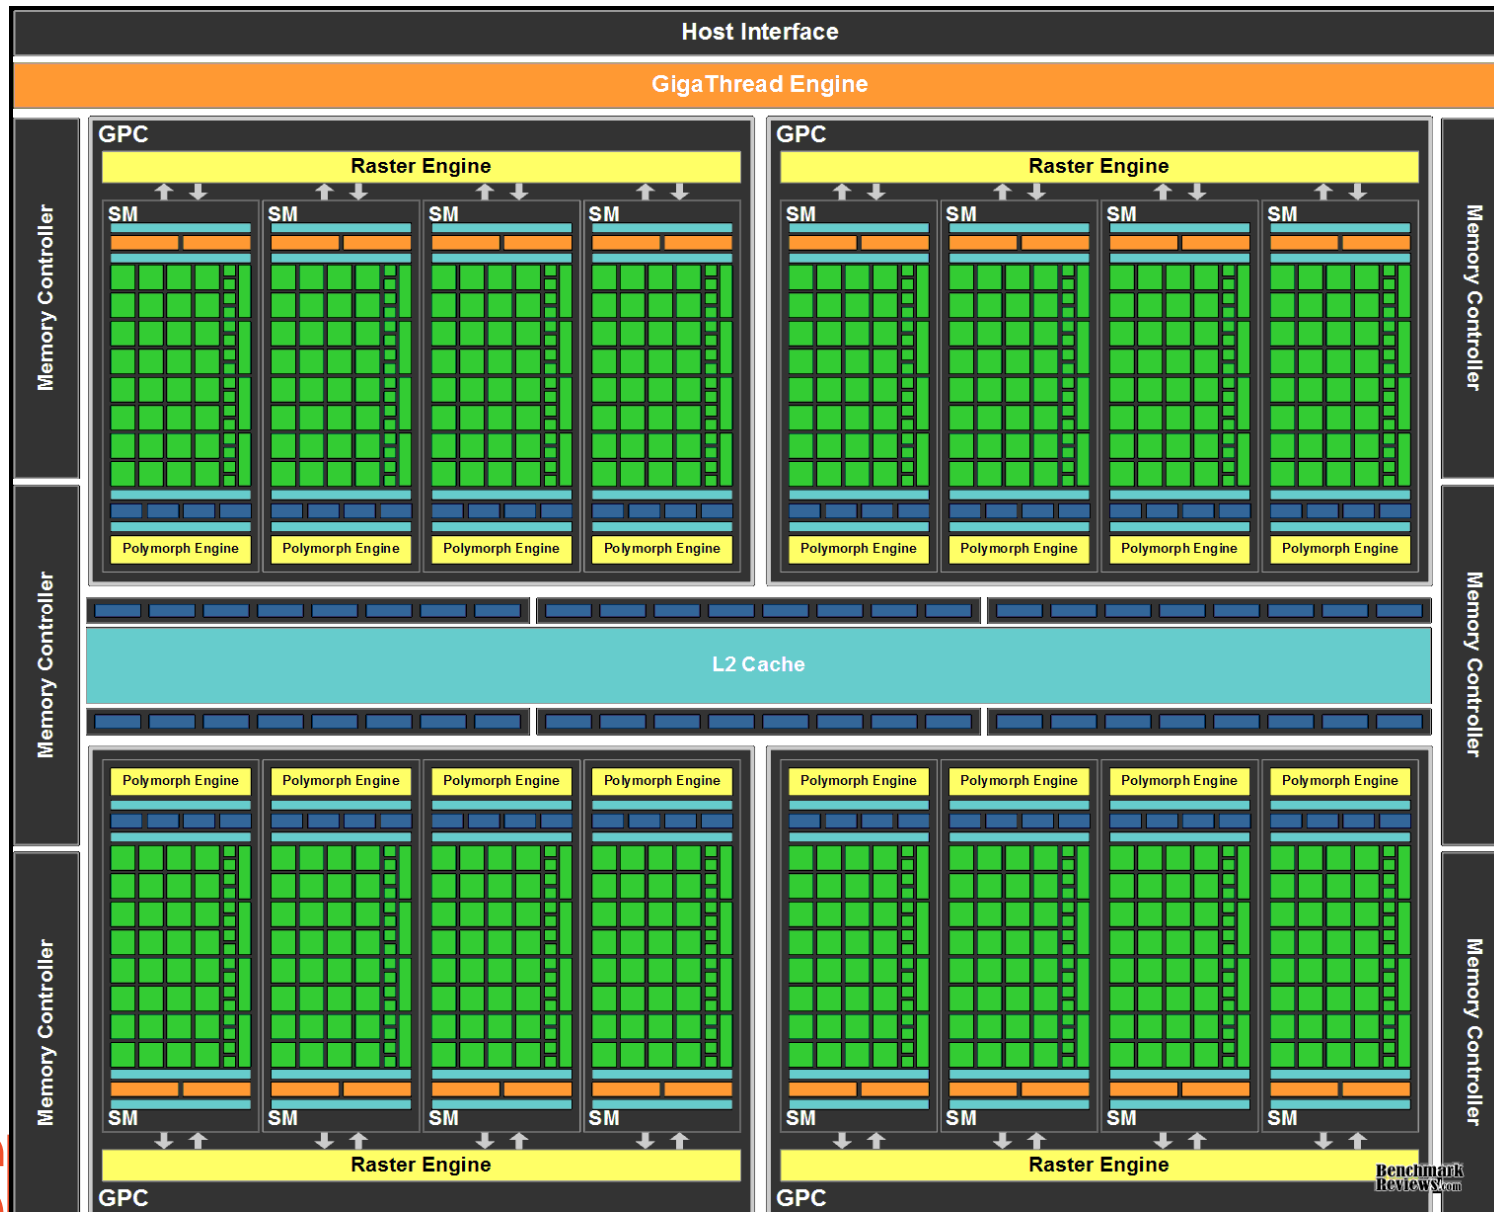 Host Interface
GigaThread Engine
GPC
GPC
Raster Engine
Raster Engine
SM
SM
SM
SM
SM
SM
SM
SM
Memory Controller
Memory Controller
Polymorph Engine
Polymorph Engine
Polymorph Engine
Polymorph Engine
Polymorph Engine
Polymorph Engine
Polymorph Engine
Polymorph Engine
Memory Controller
L2 Cache
Memory Controller
Polymorph Engine
Polymorph Engine
Polymorph Engine
Polymorph Engine
Polymorph Engine
Polymorph Engine
Polymorph Engine
Polymorph Engine
Memory Controller
Memory Controller
SM
SM
SM
SM
SM
SM
SM
SM
Raster Engine
Raster Engine
GPC
GPC
Benchmark
Reviews.com